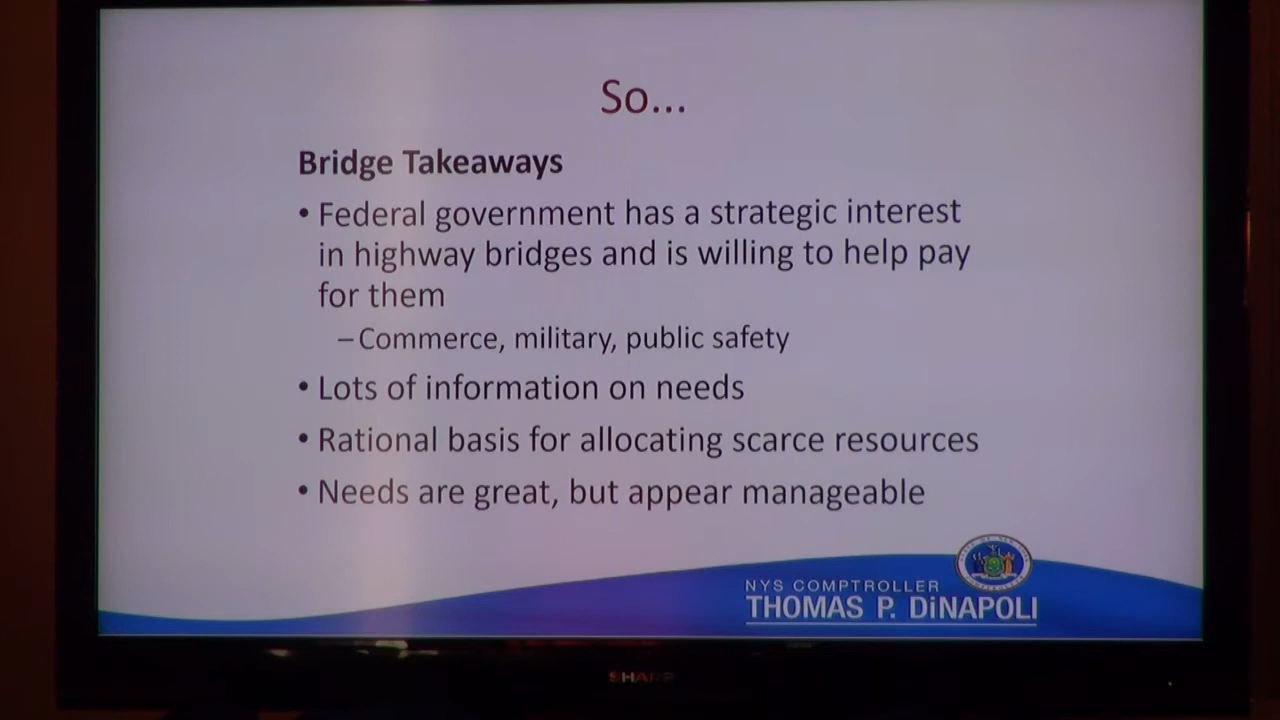 So...
Bridge Takeaways
• Federal government has a strategic interest
in highway bridges and is willing to help pay
for them
– Commerce, military, public safety
• Lots of information on needs
• Rational basis for allocating scarce resources
• Needs are great, but appear manageable
NYS COMPTROLLER
THOMAS P. DiNAPOLI
SHARP